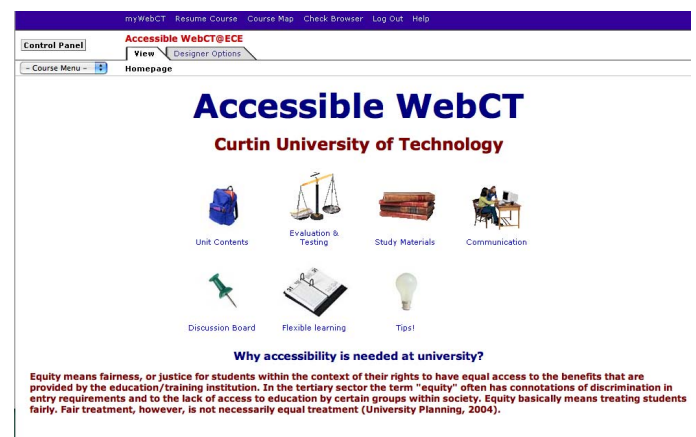 myWebCT Resume Course Course Map Check Browser Log Out Help
Control Panel
Accessible WebCT@ECE
View Designer Options
- Course Menu -
Homepage
Accessible WebCT
Curtin University of Technology
Unit Contents
Evaluation &
Testing
Study Materials
Communication
Discussion Board
Flexible learning
Tips!
Why accessibility is needed at university?
Equity means fairness, or justice for students within the context of their rights to have equal access to the benefits that are
provided by the education/training institution. In the tertiary sector the term "equity" often has connotations of discrimination in
entry requirements and to the lack of access to education by certain groups within society. Equity basically means treating students
fairly. Fair treatment, however, is not necessarily equal treatment (University Planning, 2004).